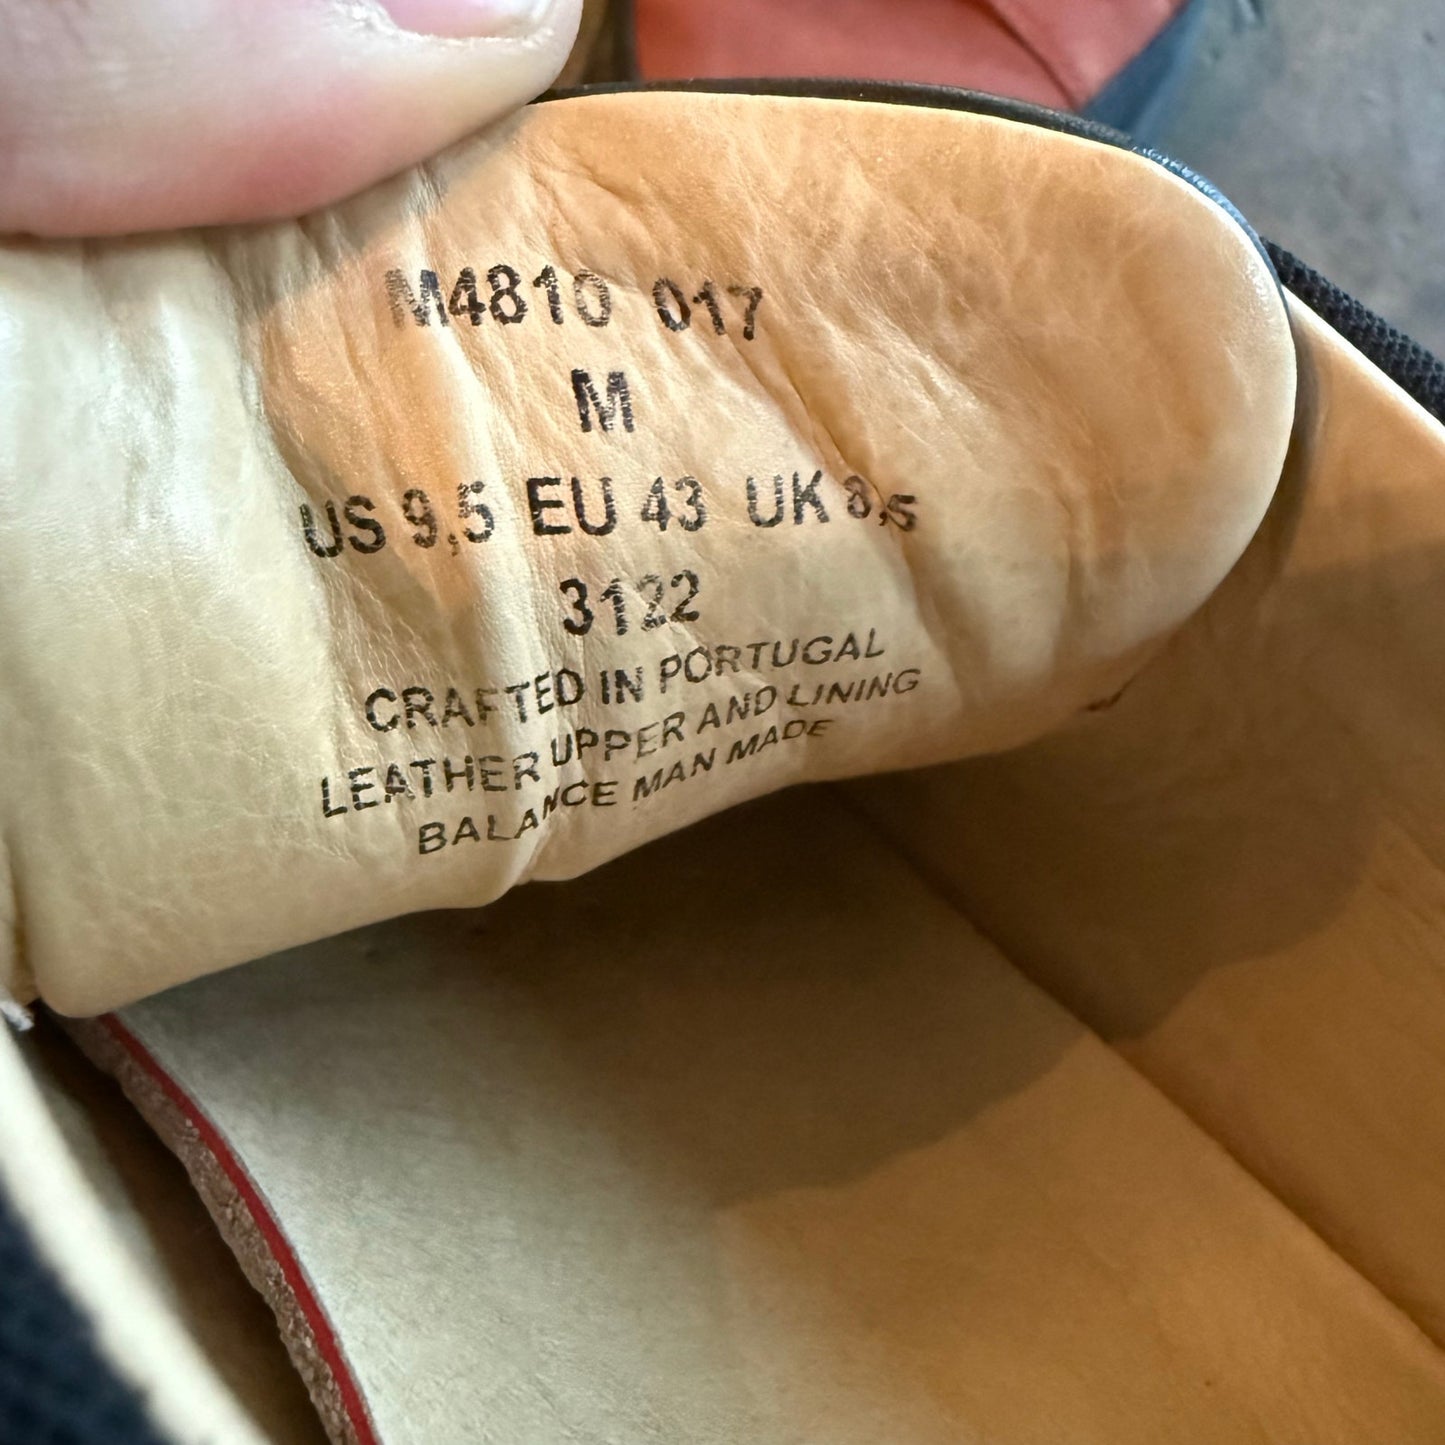 M4810 017
M
US 9,5 EU 43 UK 8,5
3122
CRAFTED IN PORTUGAL
LEATHER UPPER AND LINING
BALANCE MAN MADE